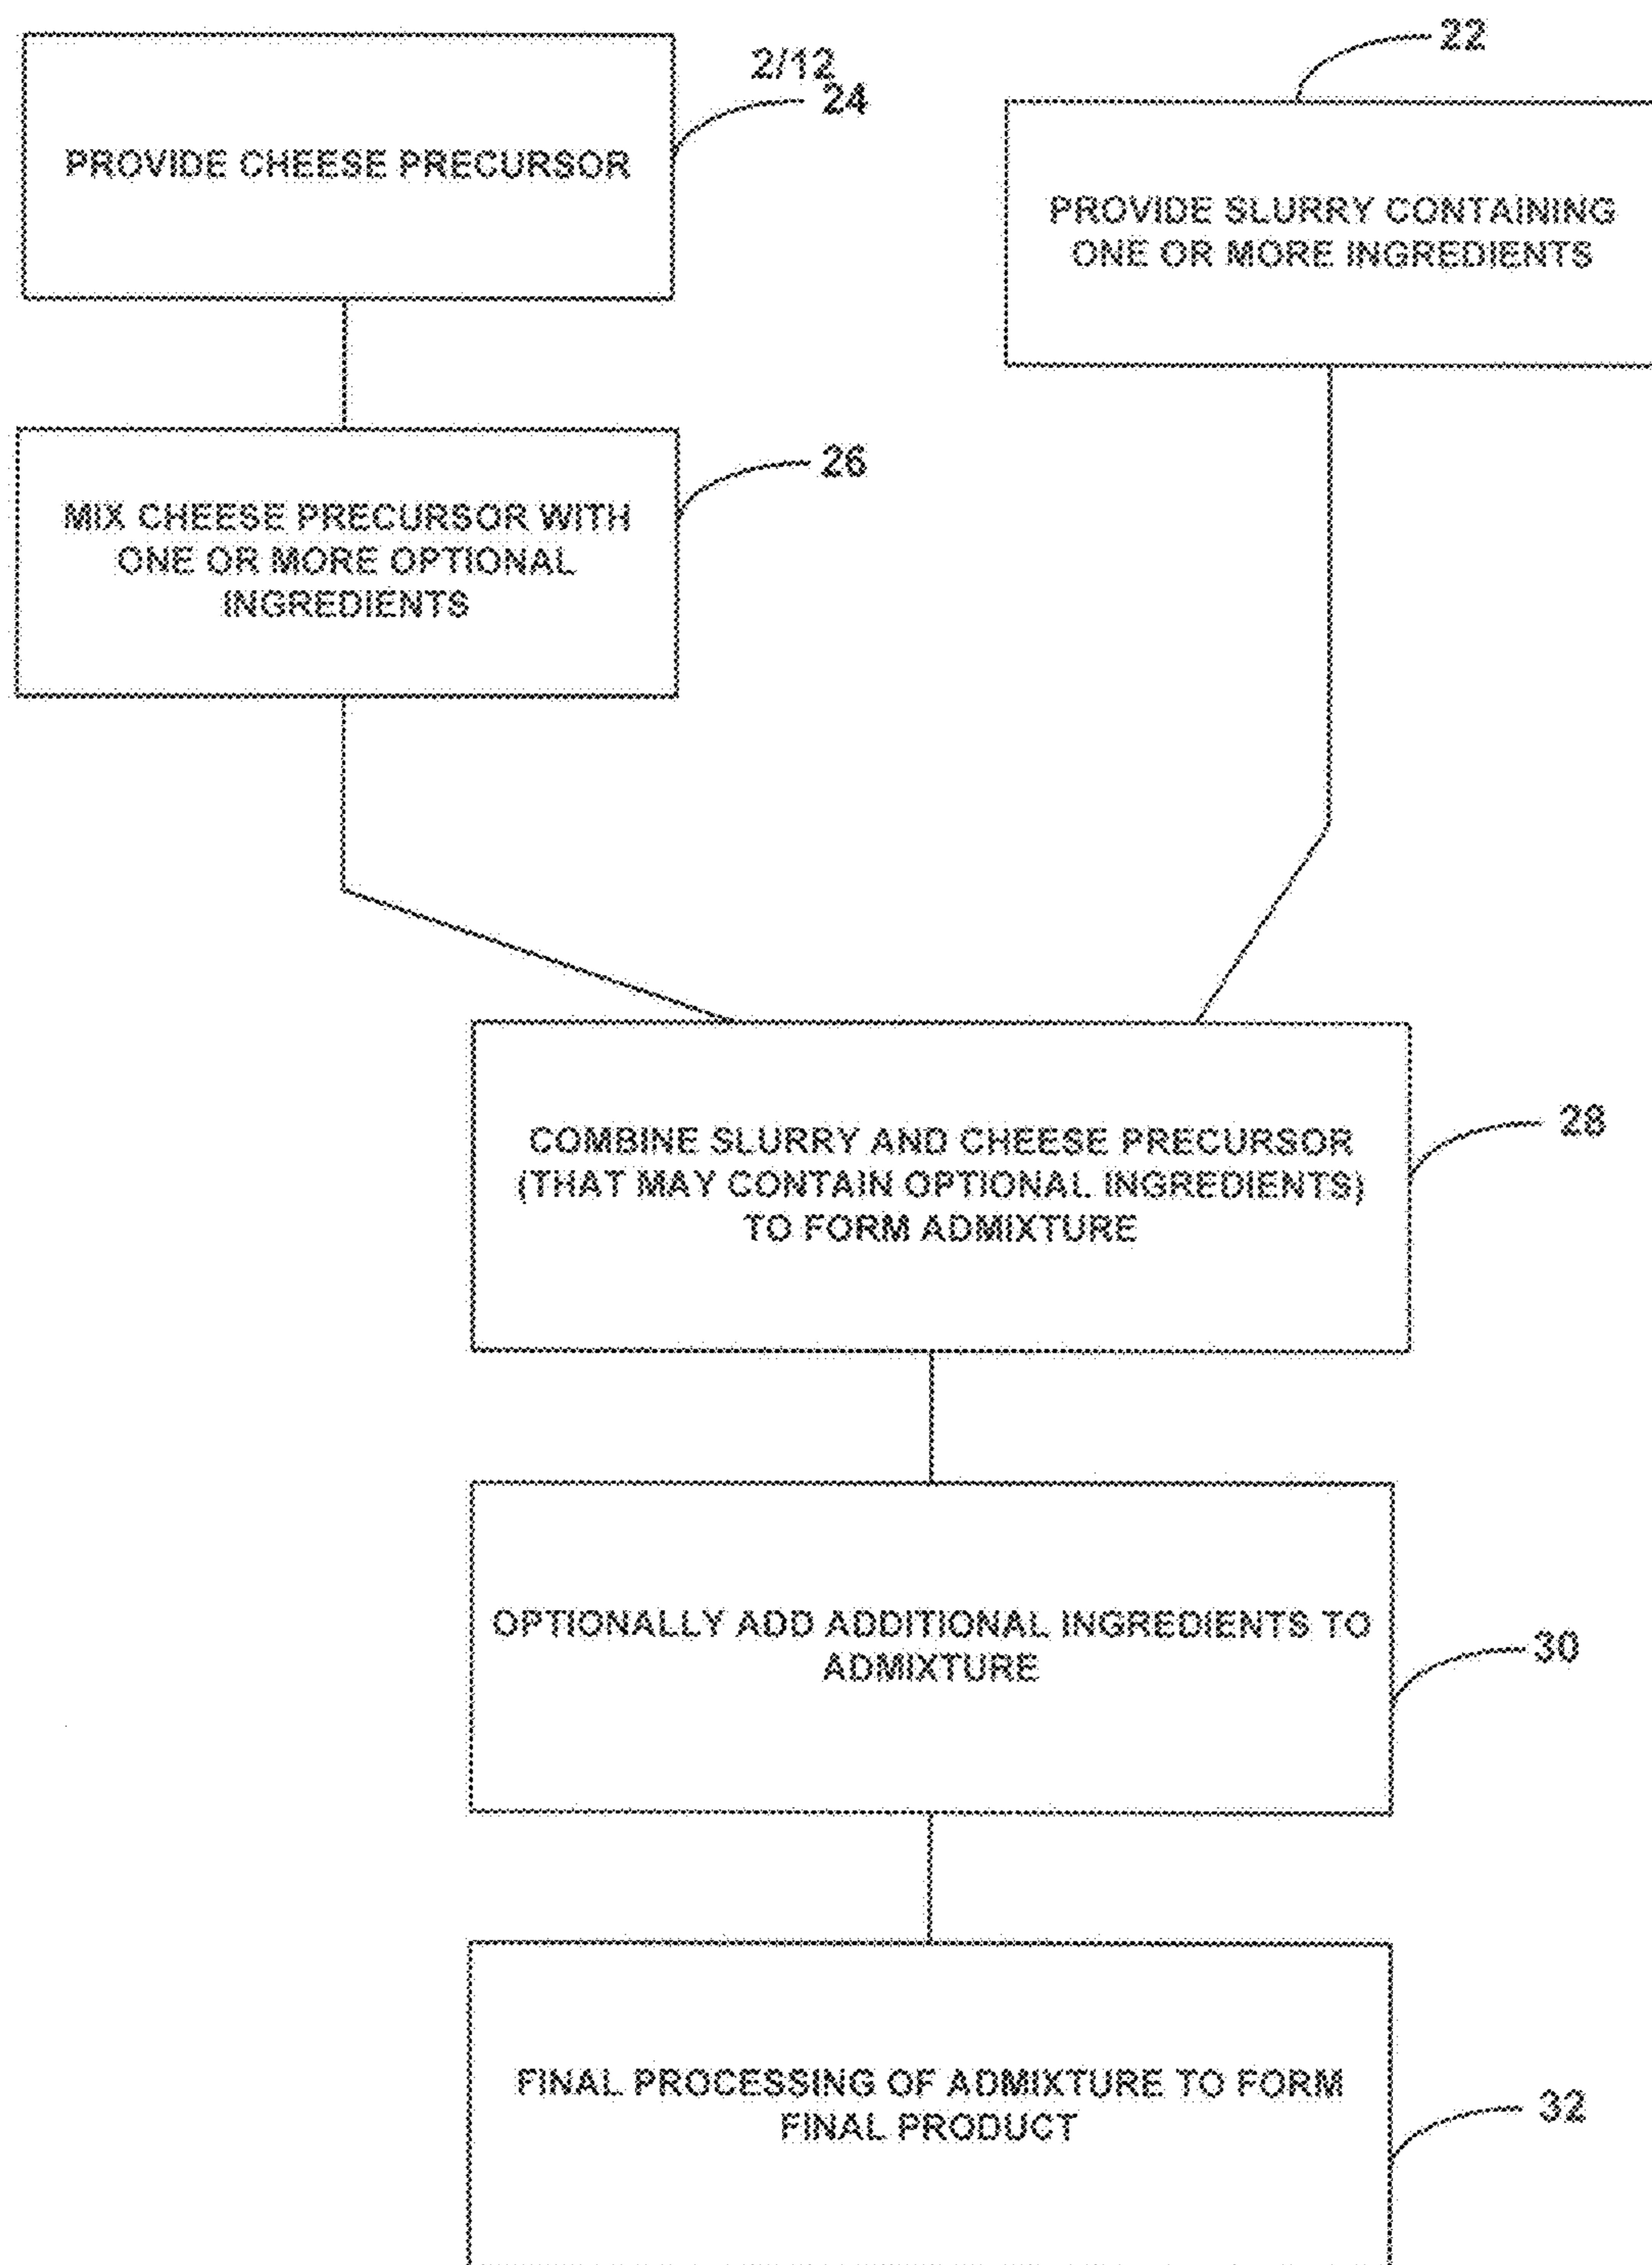 2/12
24
PROVIDE CHEESE PRECURSOR
22
PROVIDE SLURRY CONTAINING
ONE OR MORE INGREDIENTS
26
MIX CHEESE PRECURSOR WITH
ONE OR MORE OPTIONAL
INGREDIENTS
28
COMBINE SLURRY AND CHEESE PRECURSOR
(THAT MAY CONTAIN OPTIONAL INGREDIENTS)
TO FORM ADMIXTURE
OPTIONALLY ADD ADDITIONAL INGREDIENTS TO
ADMIXTURE
30
FINAL PROCESSING OF ADMIXTURE TO FORM
FINAL PRODUCT
32